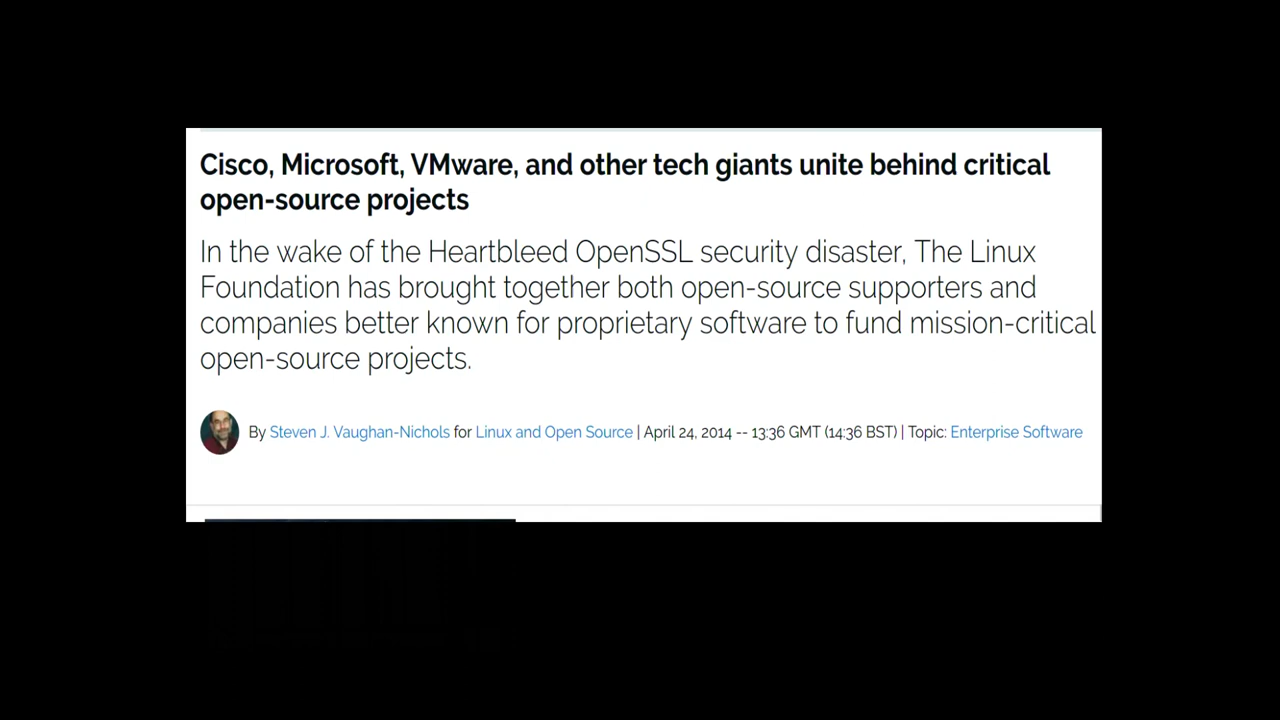 Cisco, Microsoft, VMware, and other tech giants unite behind critical
open-source projects
In the wake of the Heartbleed OpenSSL security disaster, The Linux
Foundation has brought together both open-source supporters and
companies better known for proprietary software to fund mission-critical
open-source projects.
By Steven J. Vaughan-Nichols for Linux and Open Source | April 24, 2014 -- 13:36 GMT (14:36 BST) | Topic: Enterprise Software